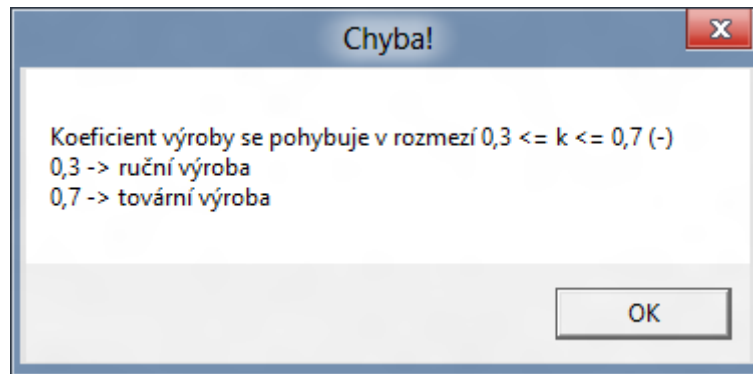 Chyba!
Koeficient výroby se pohybuje v rozmezí 0,3 <= k <= 0,7 (-)
0,3 -> ruční výroba
0,7 -> tovární výroba
OK